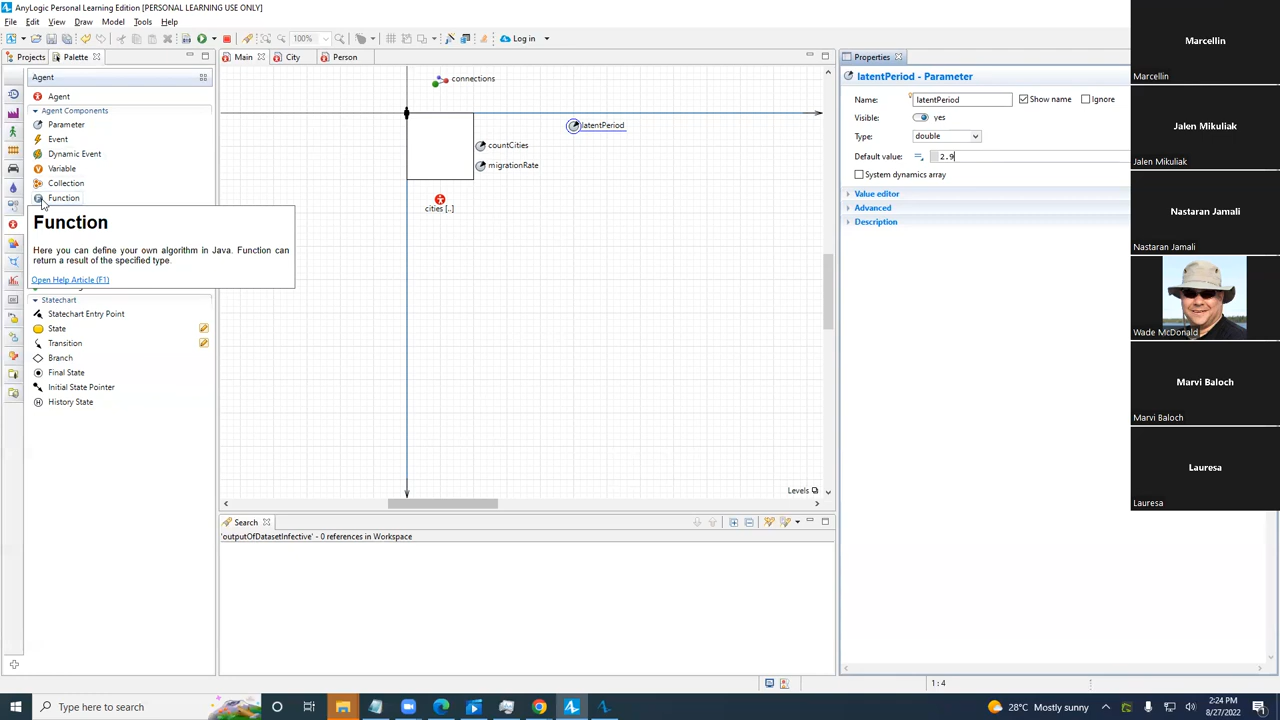 AnyLogic Personal Learning Edition [PERSONAL LEARNING USE ONLY]
File Edit View Draw Model Tools Help
100%
Log in
Projects
Palette
Main
City
Person
Properties
Agent
Agent
Agent Components
Parameter
Event
Dynamic Event
Variable
Collection
Function
Function
Here you can define your own algorithm in Java. Function can
return a result of the specified type.
Open Help Article (F1)
Statechart
Statechart Entry Point
State
Transition
Branch
Final State
Initial State Pointer
History State
connections
latentPeriod
countCities
migrationRate
cities [..]
Levels
Search
'outputOfDatasetInfective' - 0 references in Workspace
latentPeriod - Parameter
Name: latentPeriod Show name Ignore
Visible: yes
Type: double
Default value: 2.9
System dynamics array
Value editor
Advanced
Description
Marcellin
Marcellin
Jalen Mikuliak
Jalen Mikuliak
Nastaran Jamali
Nastaran Jamali
Wade McDonald
Marvi Baloch
Marvi Baloch
Lauresa
Lauresa
1 : 4
Type here to search
28°C Mostly sunny
2:24 PM
8/27/2022